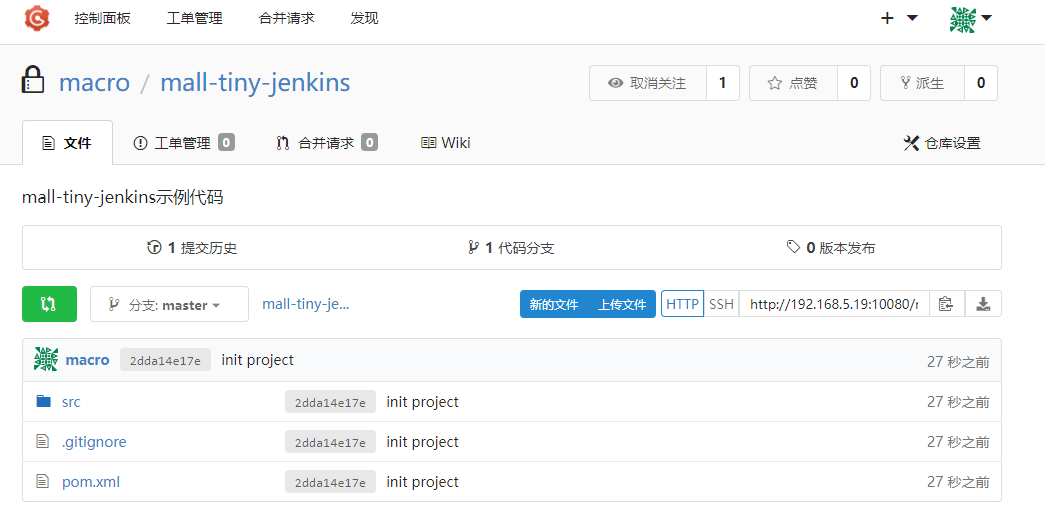 控制面板 工单管理 合并请求 发现
macro / mall-tiny-jenkins 取消关注 1 点赞 0 派生 0
文件 工单管理 0 合并请求 0 Wiki 仓库设置
mall-tiny-jenkins示例代码
1 提交历史 1 代码分支 0 版本发布
分支: master mall-tiny-je... 新的文件 上传文件 HTTP SSH http://192.168.5.19:10080/
macro 2dda14e17e init project 27 秒之前
src 2dda14e17e init project 27 秒之前
.gitignore 2dda14e17e init project 27 秒之前
pom.xml 2dda14e17e init project 27 秒之前